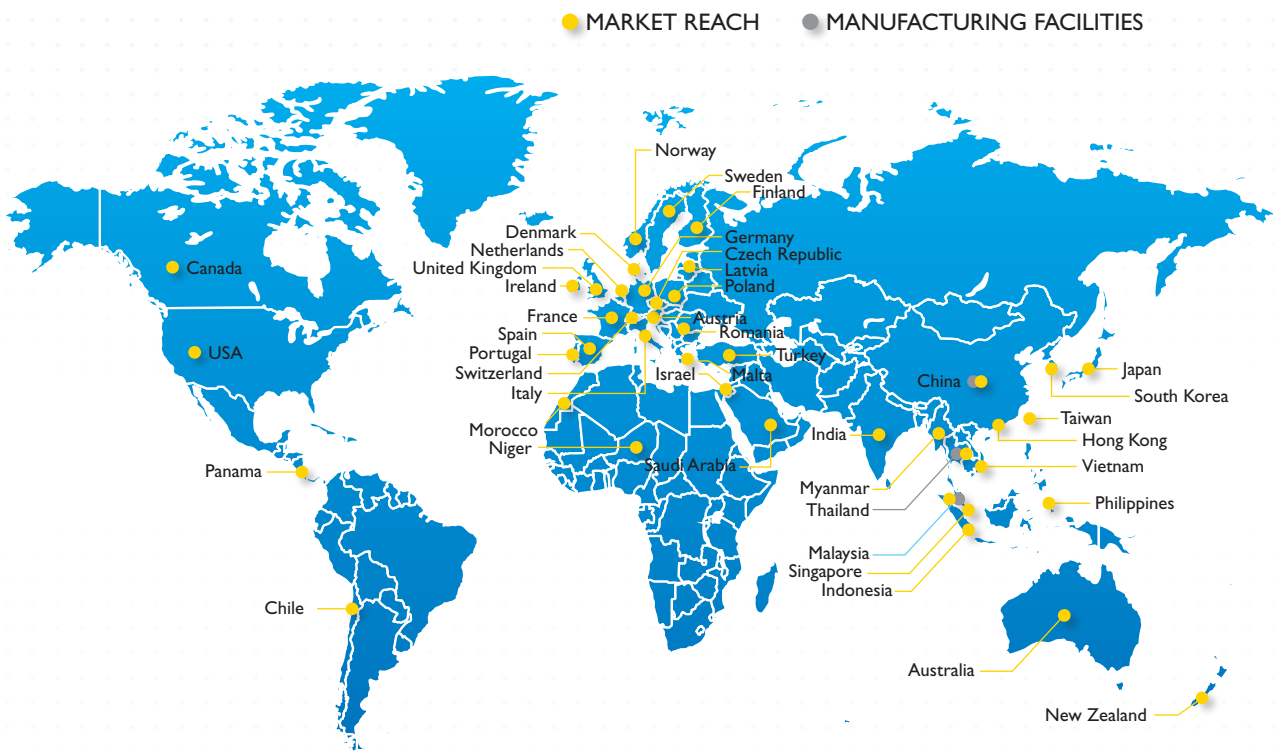 MARKET REACH
MANUFACTURING FACILITIES
Norway
Sweden
Finland
Denmark
Germany
Netherlands
Czech Republic
United Kingdom
Latvia
Canada
Ireland
Poland
France
Austria
Spain
Romania
USA
Portugal
Turkey
Switzerland
Israel
Malta
Japan
China
Italy
South Korea
Taiwan
Morocco
India
Hong Kong
Niger
Panama
Saudi Arabia
Vietnam
Myanmar
Philippines
Thailand
Malaysia
Singapore
Indonesia
Chile
Australia
New Zealand